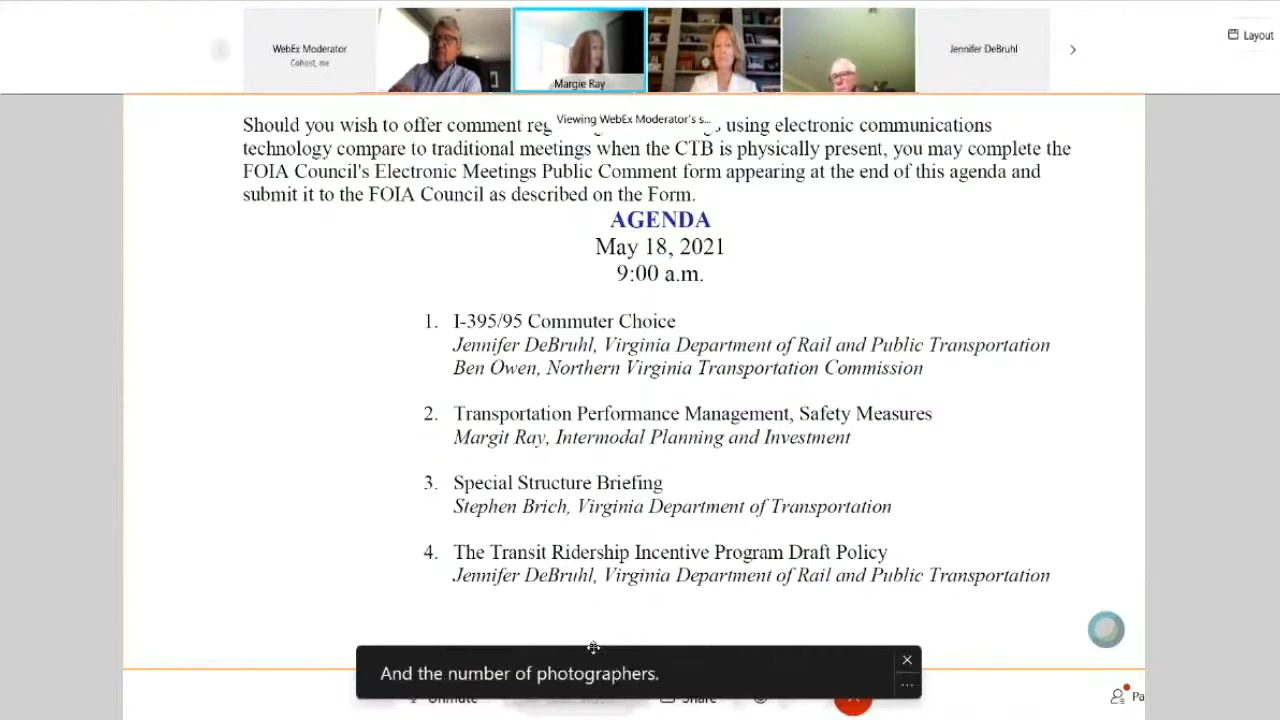 WebEx Moderator
Cohost, me
Margie Ray
Jennifer DeBruhl
Layout
Viewing WebEx Moderator's s...
Should you wish to offer comment reg using electronic communications
technology compare to traditional meetings when the CTB is physically present, you may complete the
FOIA Council's Electronic Meetings Public Comment form appearing at the end of this agenda and
submit it to the FOIA Council as described on the Form.
AGENDA
May 18, 2021
9:00 a.m.
1. I-395/95 Commuter Choice
Jennifer DeBruhl, Virginia Department of Rail and Public Transportation
Ben Owen, Northern Virginia Transportation Commission
2. Transportation Performance Management, Safety Measures
Margit Ray, Intermodal Planning and Investment
3. Special Structure Briefing
Stephen Brich, Virginia Department of Transportation
4. The Transit Ridership Incentive Program Draft Policy
Jennifer DeBruhl, Virginia Department of Rail and Public Transportation
And the number of photographers.
Unmute
Share
Pa